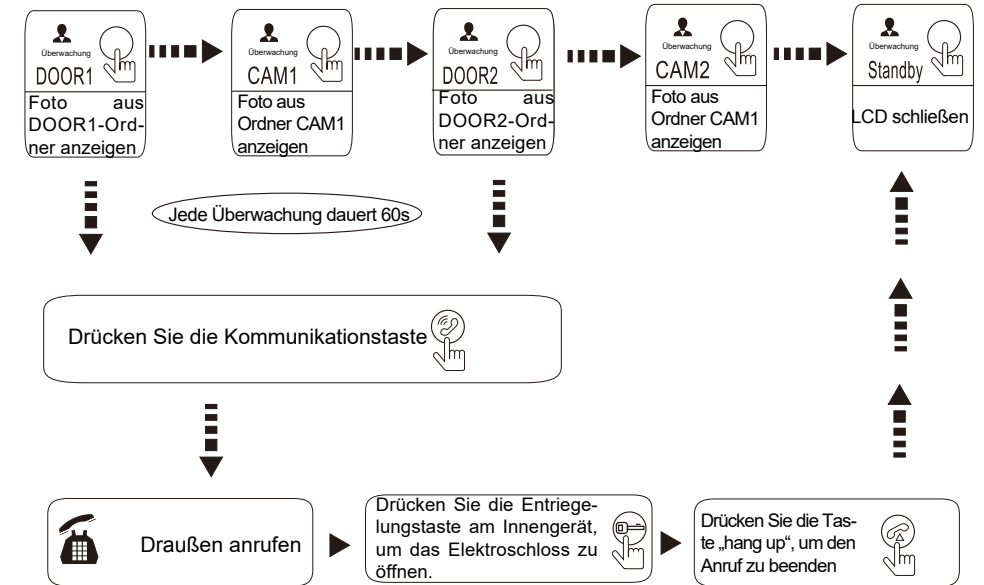 Überwachung
DOOR1
Foto aus
DOOR1-Ord-
ner anzeigen
Überwachung
CAM1
Foto aus
Ordner CAM1
anzeigen
Überwachung
DOOR2
Foto aus
DOOR2-Ord-
ner anzeigen
Überwachung
CAM2
Foto aus
Ordner CAM1
anzeigen
Überwachung
Standby
LCD schließen
Jede Überwachung dauert 60s
Drücken Sie die Kommunikationstaste
Draußen anrufen
Drücken Sie die Entriege-
lungstaste am Innengerät,
um das Elektroschloss zu
öffnen.
Drücken Sie die Tas-
te „hang up“, um den
Anruf zu beenden